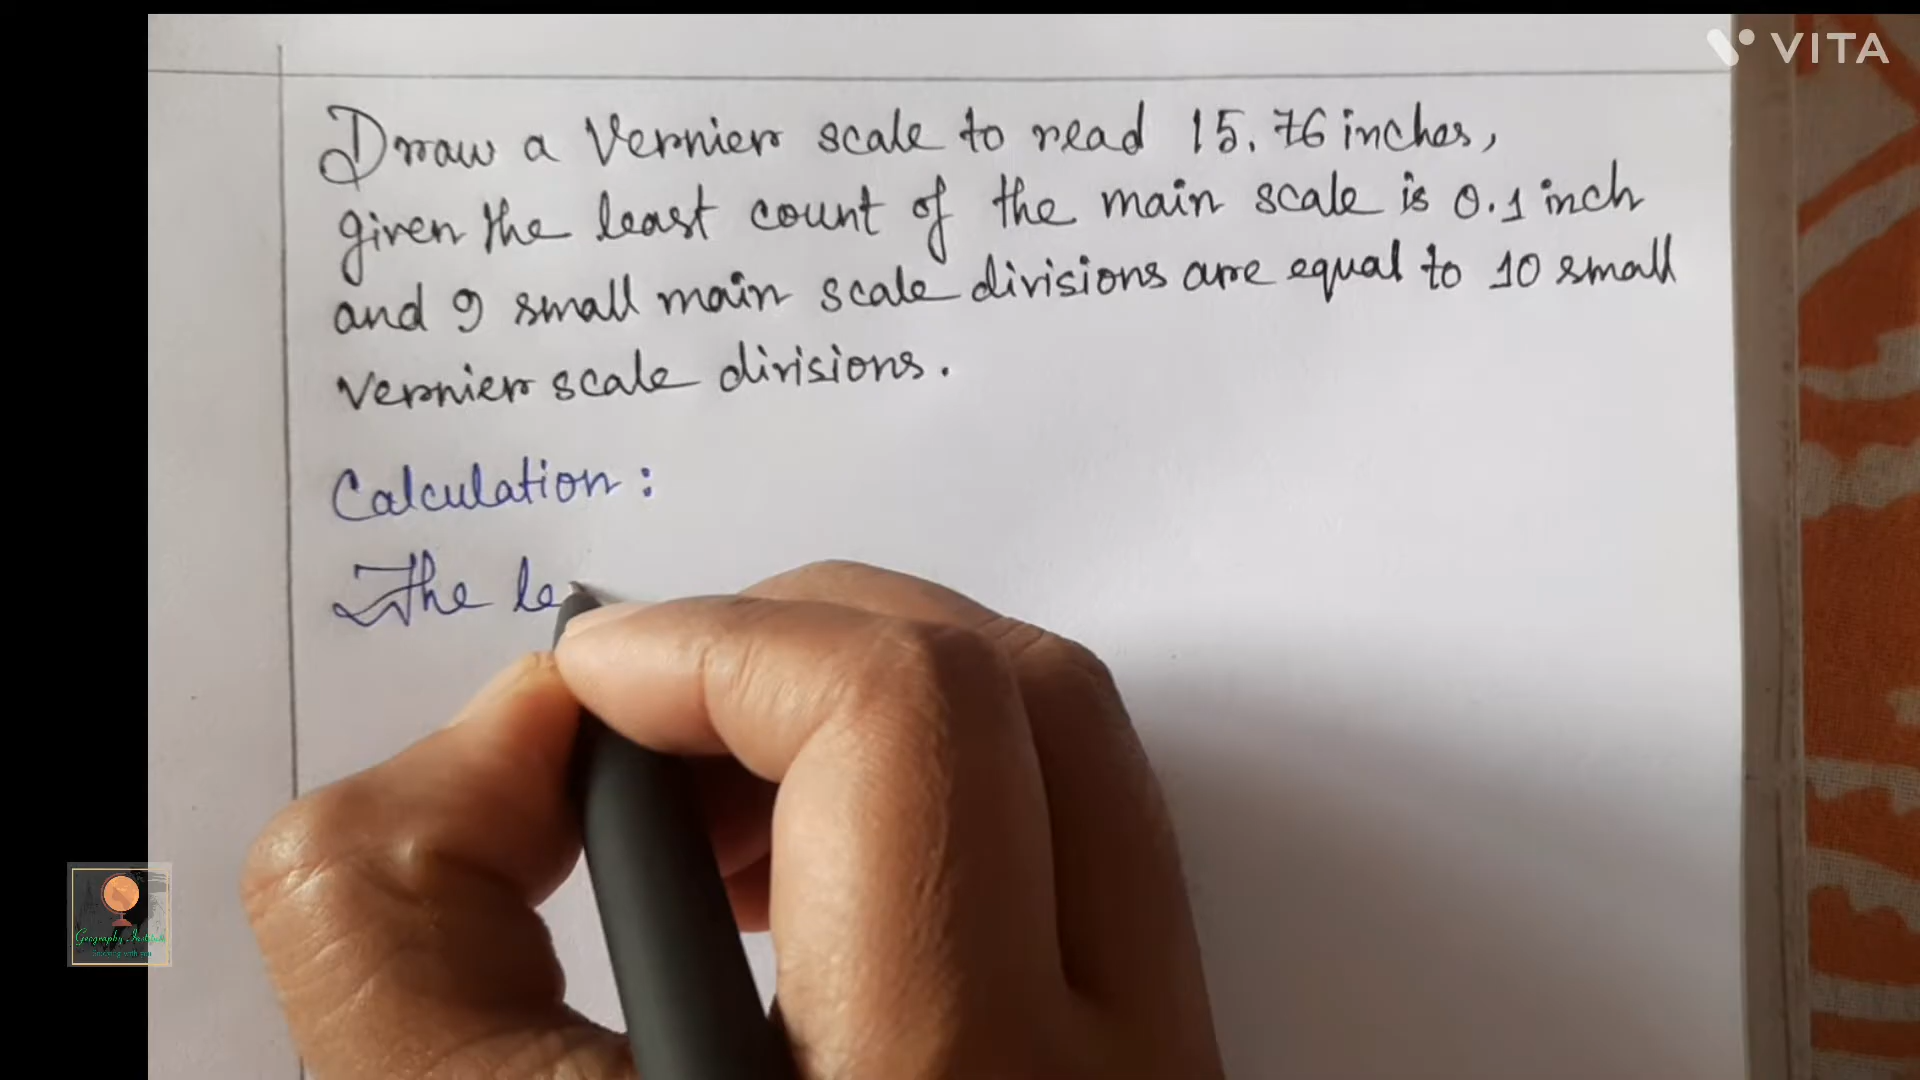 VITA
Draw a Vernier scale to read 15.76 inches,
given the least count of the main scale is 0.1 inch
and 9 small main scale divisions are equal to 10 small
vernier scale divisions.
Calculation:
The le
Geography